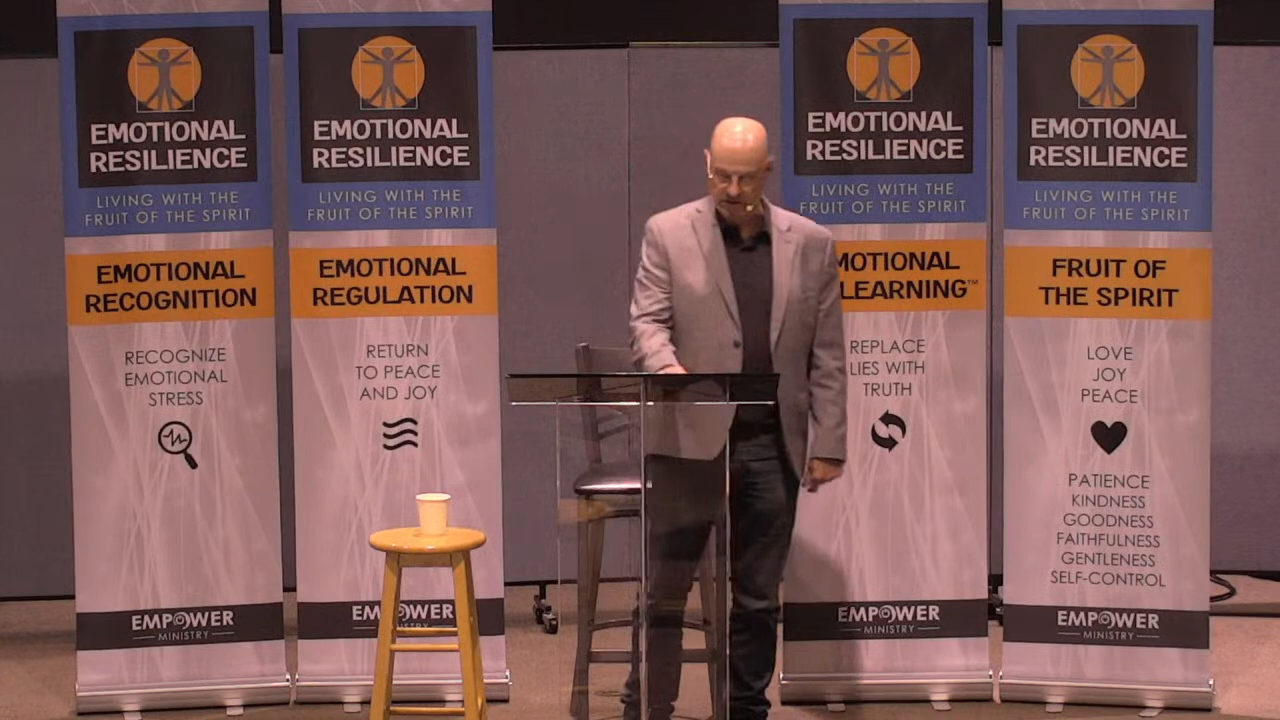 EMOTIONAL
RESILIENCE
LIVING WITH THE
FRUIT OF THE SPIRIT
EMOTIONAL
RECOGNITION
RECOGNIZE
EMOTIONAL
STRESS
EMPOWER
MINISTRY
EMOTIONAL
RESILIENCE
LIVING WITH THE
FRUIT OF THE SPIRIT
EMOTIONAL
REGULATION
RETURN
TO PEACE
AND JOY
EMPOWER
MINISTRY
EMOTIONAL
RESILIENCE
LIVING WITH THE
FRUIT OF THE SPIRIT
MOTIONAL
LEARNING™
REPLACE
LIES WITH
TRUTH
EMPOWER
MINISTRY
EMOTIONAL
RESILIENCE
LIVING WITH THE
FRUIT OF THE SPIRIT
FRUIT OF
THE SPIRIT
LOVE
JOY
PEACE
PATIENCE
KINDNESS
GOODNESS
FAITHFULNESS
GENTLENESS
SELF-CONTROL
EMPOWER
MINISTRY